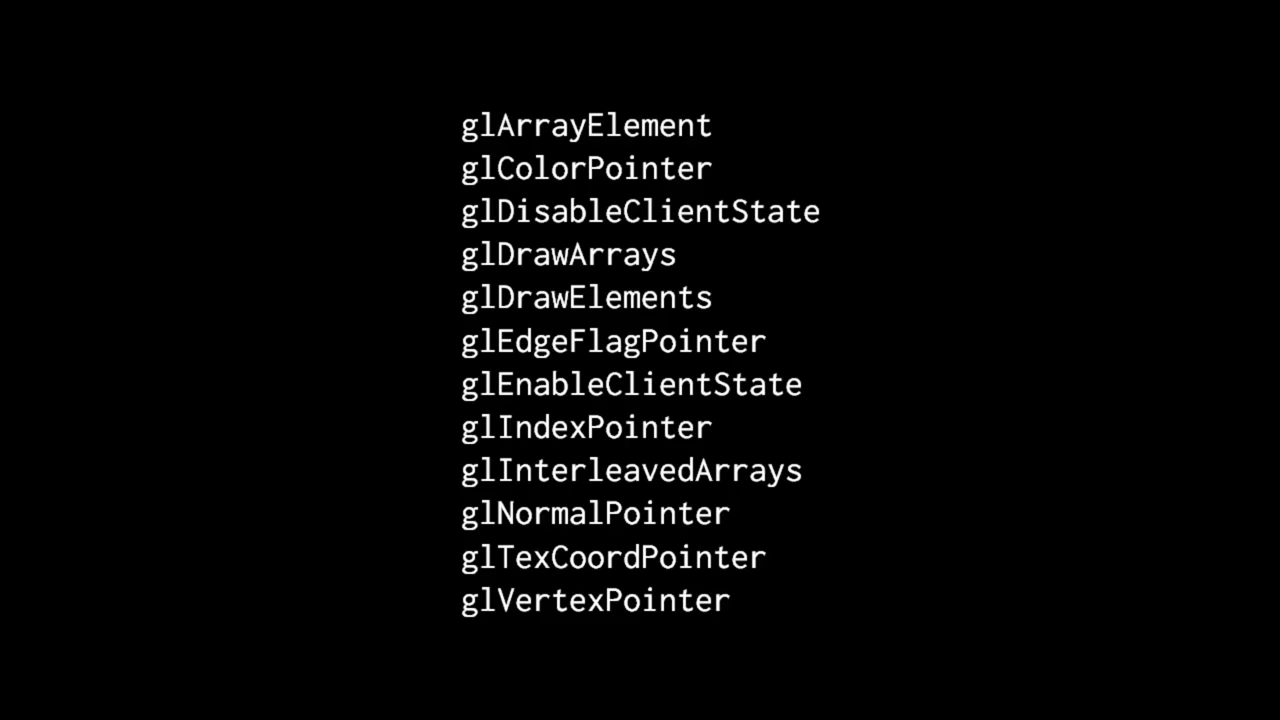 glArrayElement
glColorPointer
glDisableClientState
glDrawArrays
glDrawElements
glEdgeFlagPointer
glEnableClientState
glIndexPointer
glInterleavedArrays
glNormalPointer
glTexCoordPointer
glVertexPointer